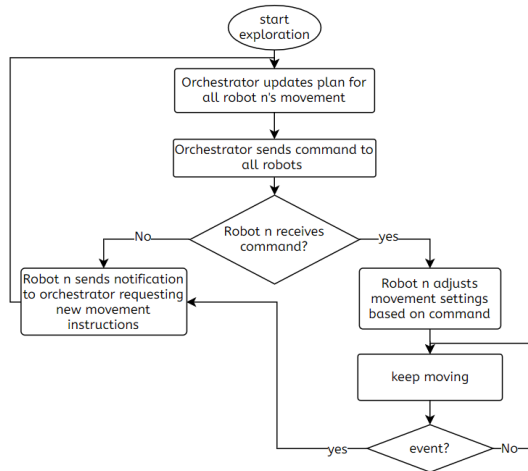 start
exploration
Orchestrator updates plan for
all robot n's movement
Orchestrator sends command to
all robots
Robot n receives
command?
No
yes
Robot n sends notification
to orchestrator requesting
new movement
instructions
Robot n adjusts
movement settings
based on command
keep moving
event?
yes
No